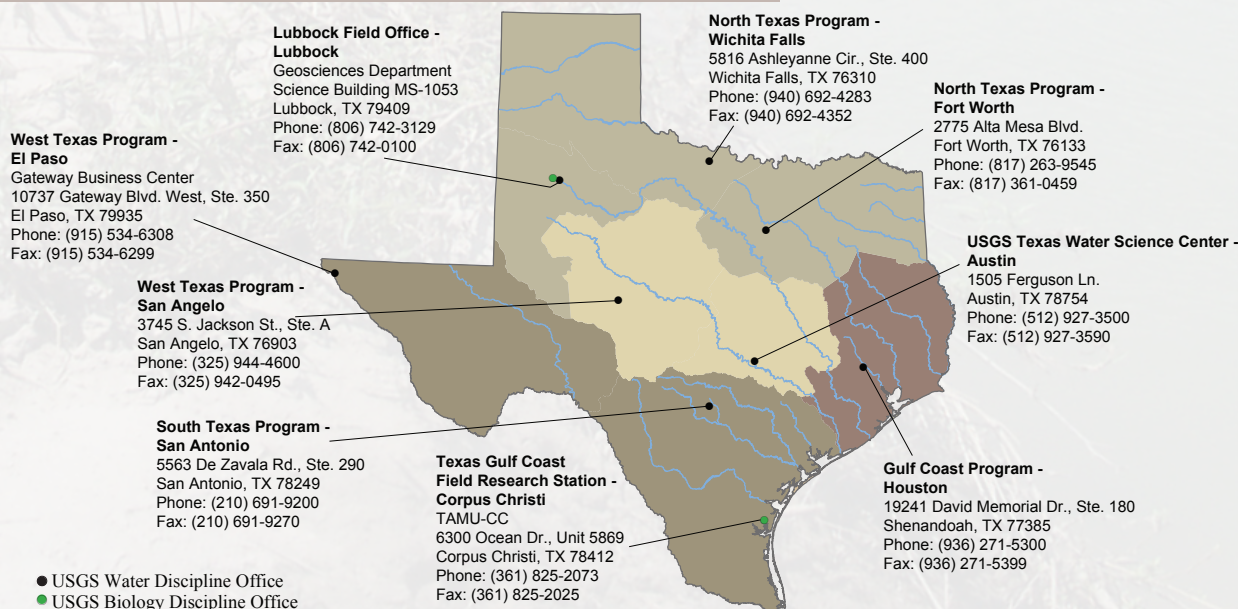 Lubbock Field Office -
Lubbock
Geosciences Department
Science Building MS-1053
Lubbock, TX 79409
Phone: (806) 742-3129
Fax: (806) 742-0100
North Texas Program -
Wichita Falls
5816 Ashleyanne Cir., Ste. 400
Wichita Falls, TX 76310
Phone: (940) 692-4283
Fax: (940) 692-4352
North Texas Program -
Fort Worth
2775 Alta Mesa Blvd.
Fort Worth, TX 76133
Phone: (817) 263-9545
Fax: (817) 361-0459
West Texas Program -
El Paso
Gateway Business Center
10737 Gateway Blvd. West, Ste. 350
El Paso, TX 79935
Phone: (915) 534-6308
Fax: (915) 534-6299
USGS Texas Water Science Center -
Austin
1505 Ferguson Ln.
Austin, TX 78754
Phone: (512) 927-3500
Fax: (512) 927-3590
West Texas Program -
San Angelo
3745 S. Jackson St., Ste. A
San Angelo, TX 76903
Phone: (325) 944-4600
Fax: (325) 942-0495
South Texas Program -
San Antonio
5563 De Zavala Rd., Ste. 290
San Antonio, TX 78249
Phone: (210) 691-9200
Fax: (210) 691-9270
Texas Gulf Coast
Field Research Station -
Corpus Christi
TAMU-CC
6300 Ocean Dr., Unit 5869
Corpus Christi, TX 78412
Phone: (361) 825-2073
Fax: (361) 825-2025
Gulf Coast Program -
Houston
19241 David Memorial Dr., Ste. 180
Shenandoah, TX 77385
Phone: (936) 271-5300
Fax: (936) 271-5399
USGS Water Discipline Office
USGS Biology Discipline Office